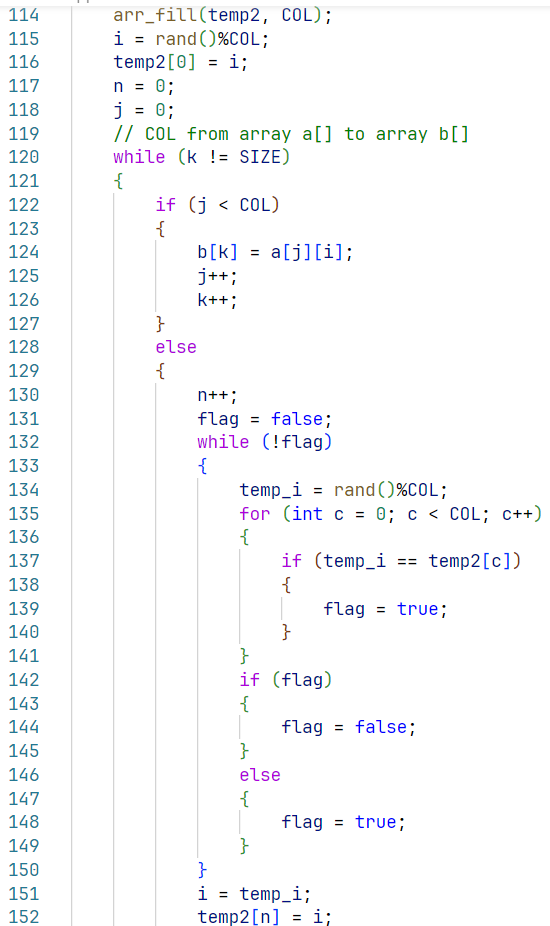 114 arr_fill(temp2, COL);
115 i = rand()%COL;
116 temp2[0] = i;
117 n = 0;
118 j = 0;
119 // COL from array a[] to array b[]
120 while (k != SIZE)
121 {
122 if (j < COL)
123 {
124 b[k] = a[j][i];
125 j++;
126 k++;
127 }
128 else
129 {
130 n++;
131 flag = false;
132 while (!flag)
133 {
134 temp_i = rand()%COL;
135 for (int c = 0; c < COL; c++)
136 {
137 if (temp_i == temp2[c])
138 {
139 flag = true;
140 }
141 }
142 if (flag)
143 {
144 flag = false;
145 }
146 else
147 {
148 flag = true;
149 }
150 }
151 i = temp_i;
152 temp2[n] = i;